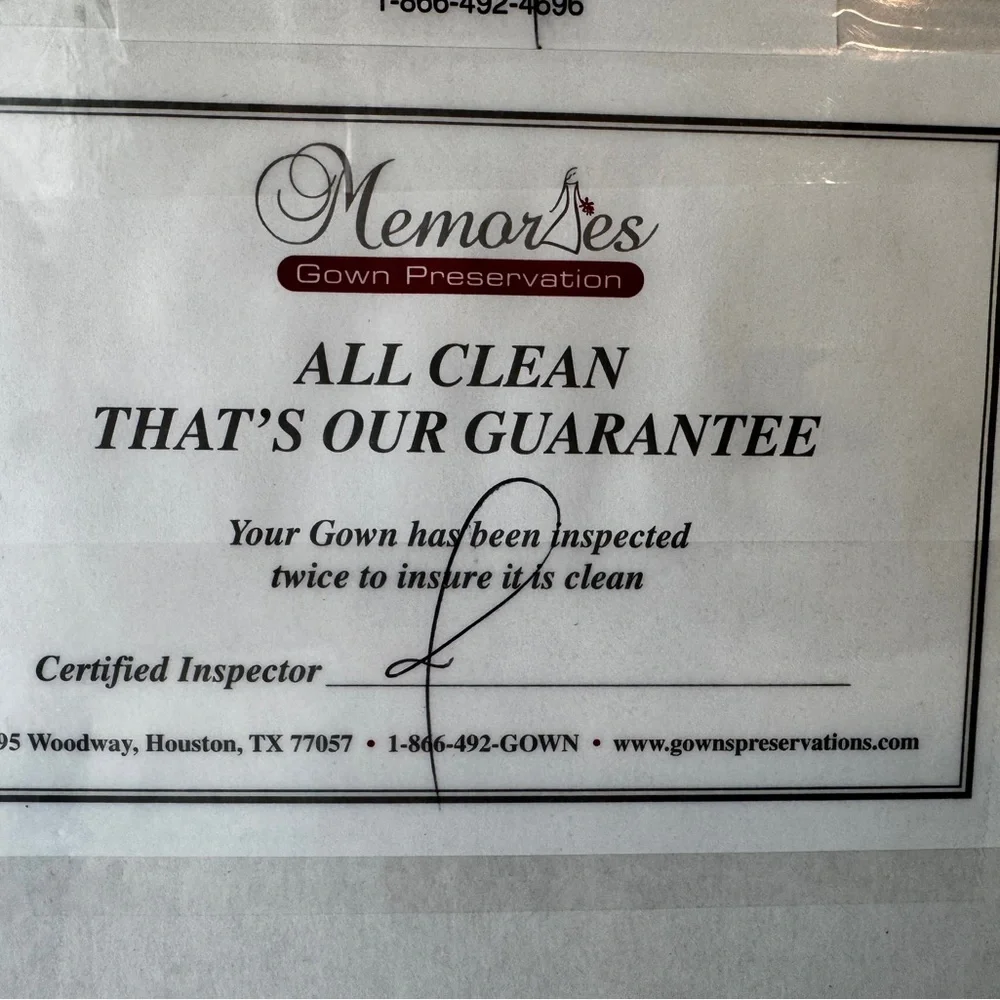 1-866-492-4696
Memories
Gown Preservation
ALL CLEAN
THAT'S OUR GUARANTEE
Your Gown has been inspected
twice to insure it is clean
Certified Inspector
95 Woodway, Houston, TX 77057 • 1-866-492-GOWN • www.gownspreservations.com